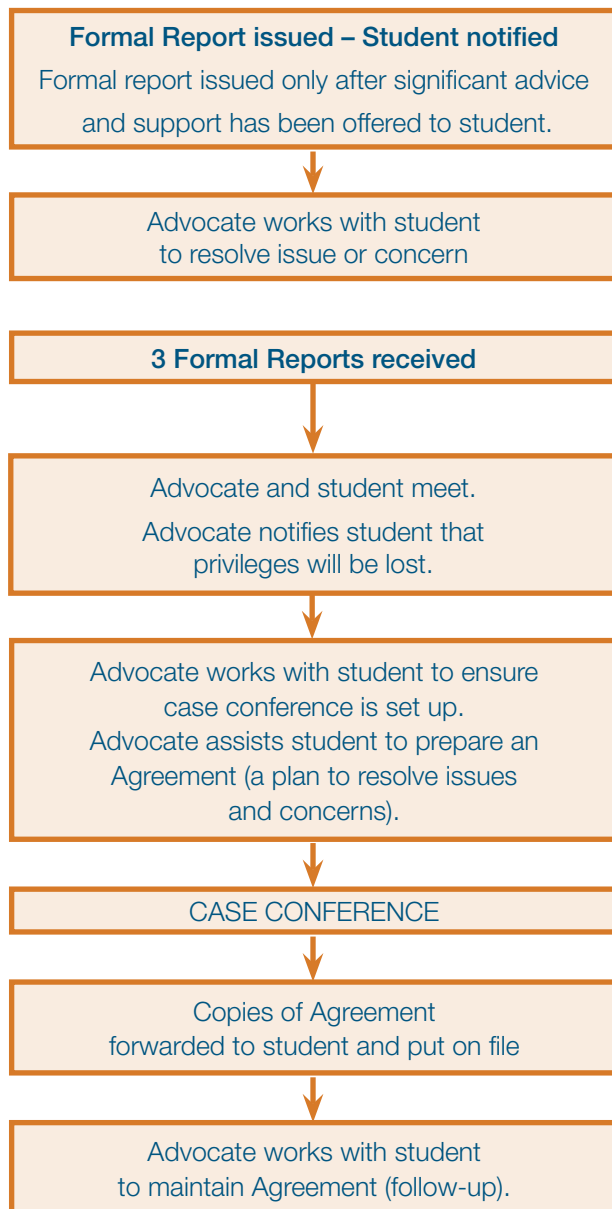 Formal Report issued – Student notified
Formal report issued only after significant advice
and support has been offered to student.
Advocate works with student
to resolve issue or concern
3 Formal Reports received
Advocate and student meet.
Advocate notifies student that
privileges will be lost.
Advocate works with student to ensure
case conference is set up.
Advocate assists student to prepare an
Agreement (a plan to resolve issues
and concerns).
CASE CONFERENCE
Copies of Agreement
forwarded to student and put on file
Advocate works with student
to maintain Agreement (follow-up).